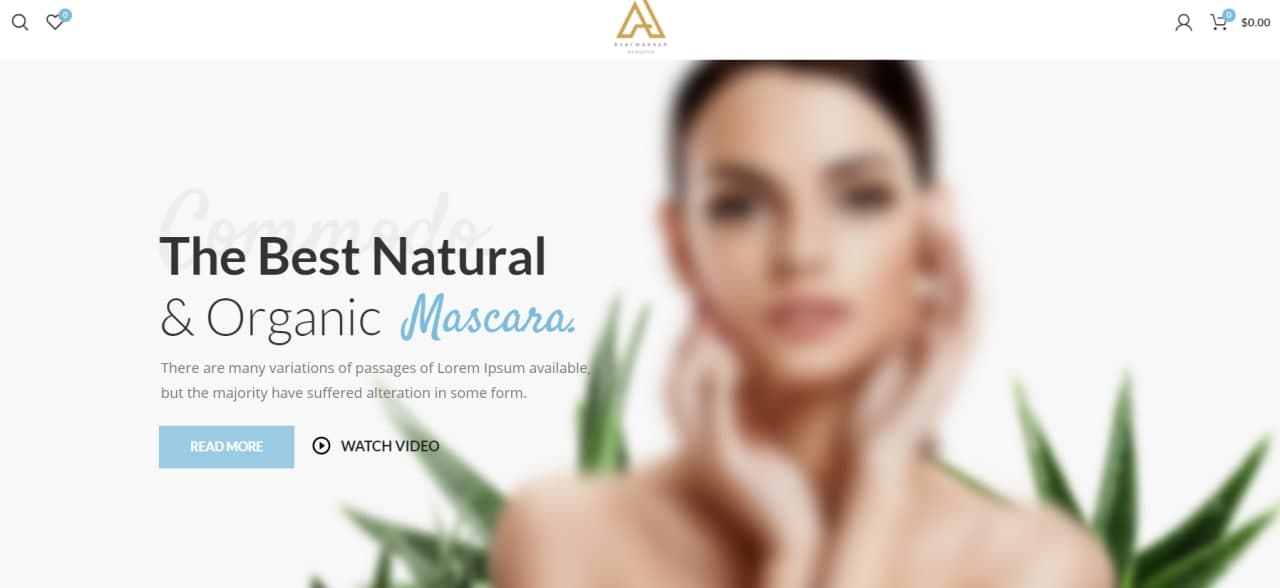 0
0
$0.00
Analytics
Commodo
The Best Natural
& Organic Mascara.
There are many variations of passages of Lorem Ipsum available,
but the majority have suffered alteration in some form.
READ MORE
WATCH VIDEO